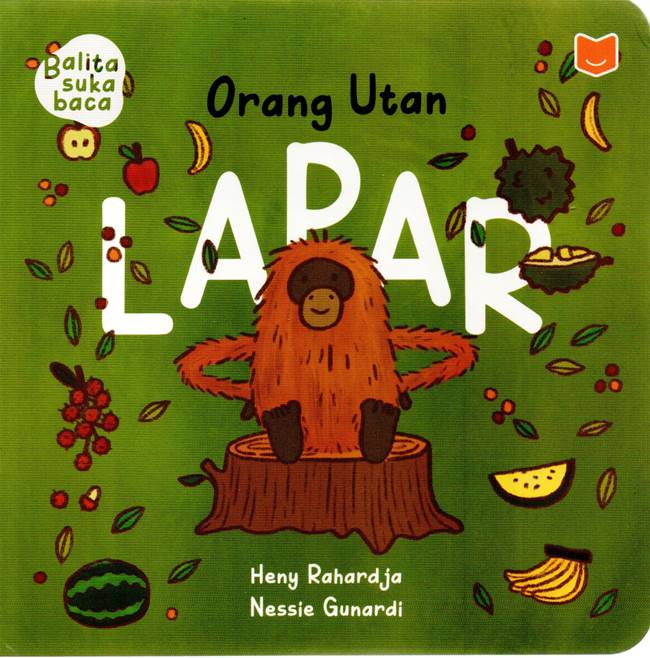 Balita
suka
baca
Orang Utan
LAPAR
Heny Rahardja
Nessie Gunardi